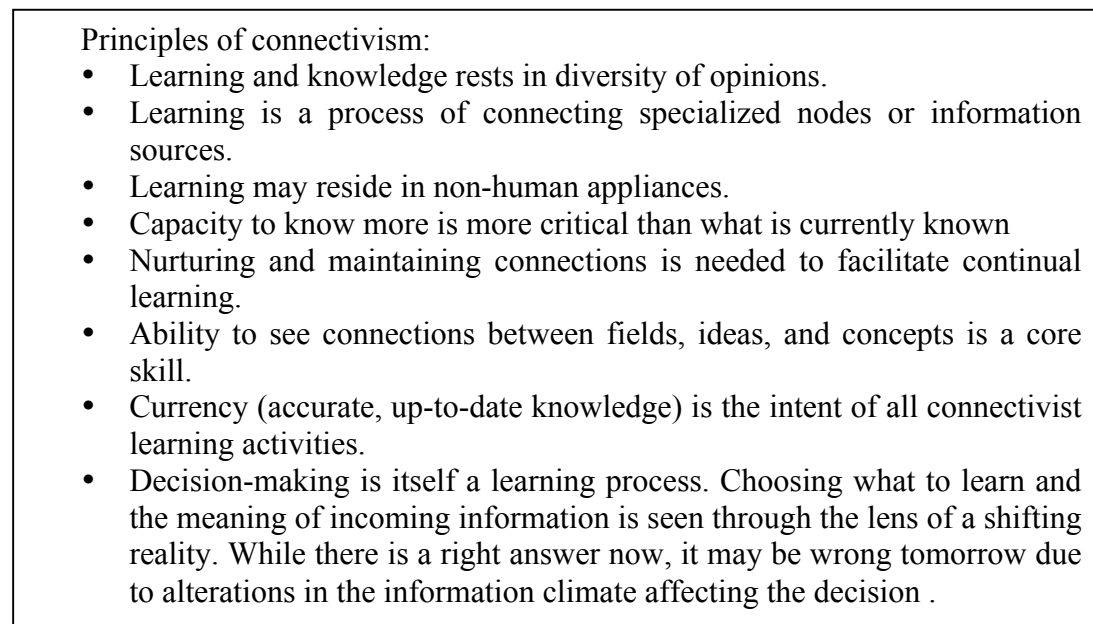 Principles of connectivism:
• Learning and knowledge rests in diversity of opinions.
• Learning is a process of connecting specialized nodes or information
sources.
• Learning may reside in non-human appliances.
• Capacity to know more is more critical than what is currently known
• Nurturing and maintaining connections is needed to facilitate continual
learning.
• Ability to see connections between fields, ideas, and concepts is a core
skill.
• Currency (accurate, up-to-date knowledge) is the intent of all connectivist
learning activities.
• Decision-making is itself a learning process. Choosing what to learn and
the meaning of incoming information is seen through the lens of a shifting
reality. While there is a right answer now, it may be wrong tomorrow due
to alterations in the information climate affecting the decision .